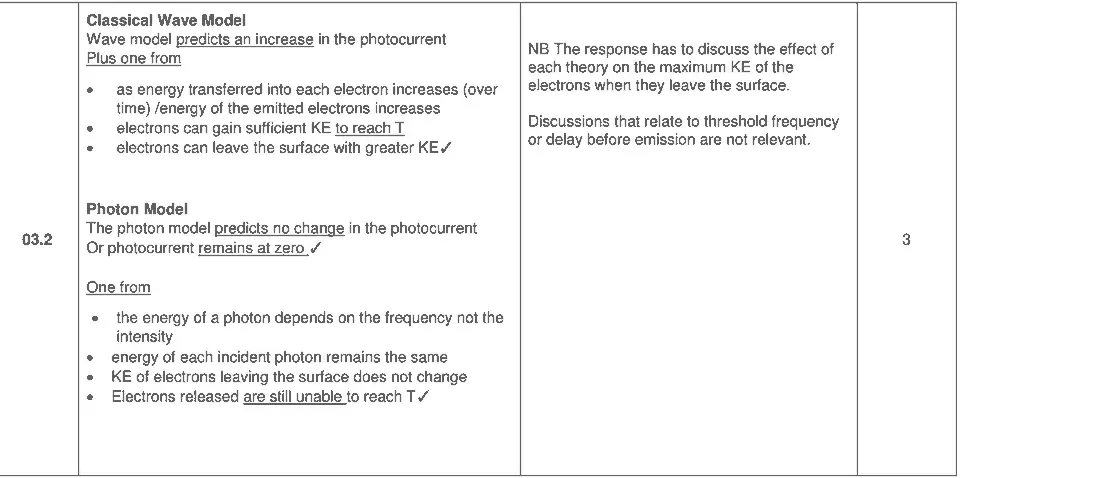 Classical Wave Model
Wave model predicts an increase in the photocurrent
Plus one from
• as energy transferred into each electron increases (over
time) /energy of the emitted electrons increases
• electrons can gain sufficient KE to reach T
• electrons can leave the surface with greater KE✓
NB The response has to discuss the effect of
each theory on the maximum KE of the
electrons when they leave the surface.
Discussions that relate to threshold frequency
or delay before emission are not relevant.
03.2
Photon Model
The photon model predicts no change in the photocurrent
Or photocurrent remains at zero ✓
One from
• the energy of a photon depends on the frequency not the
intensity
• energy of each incident photon remains the same
• KE of electrons leaving the surface does not change
• Electrons released are still unable to reach T✓
3